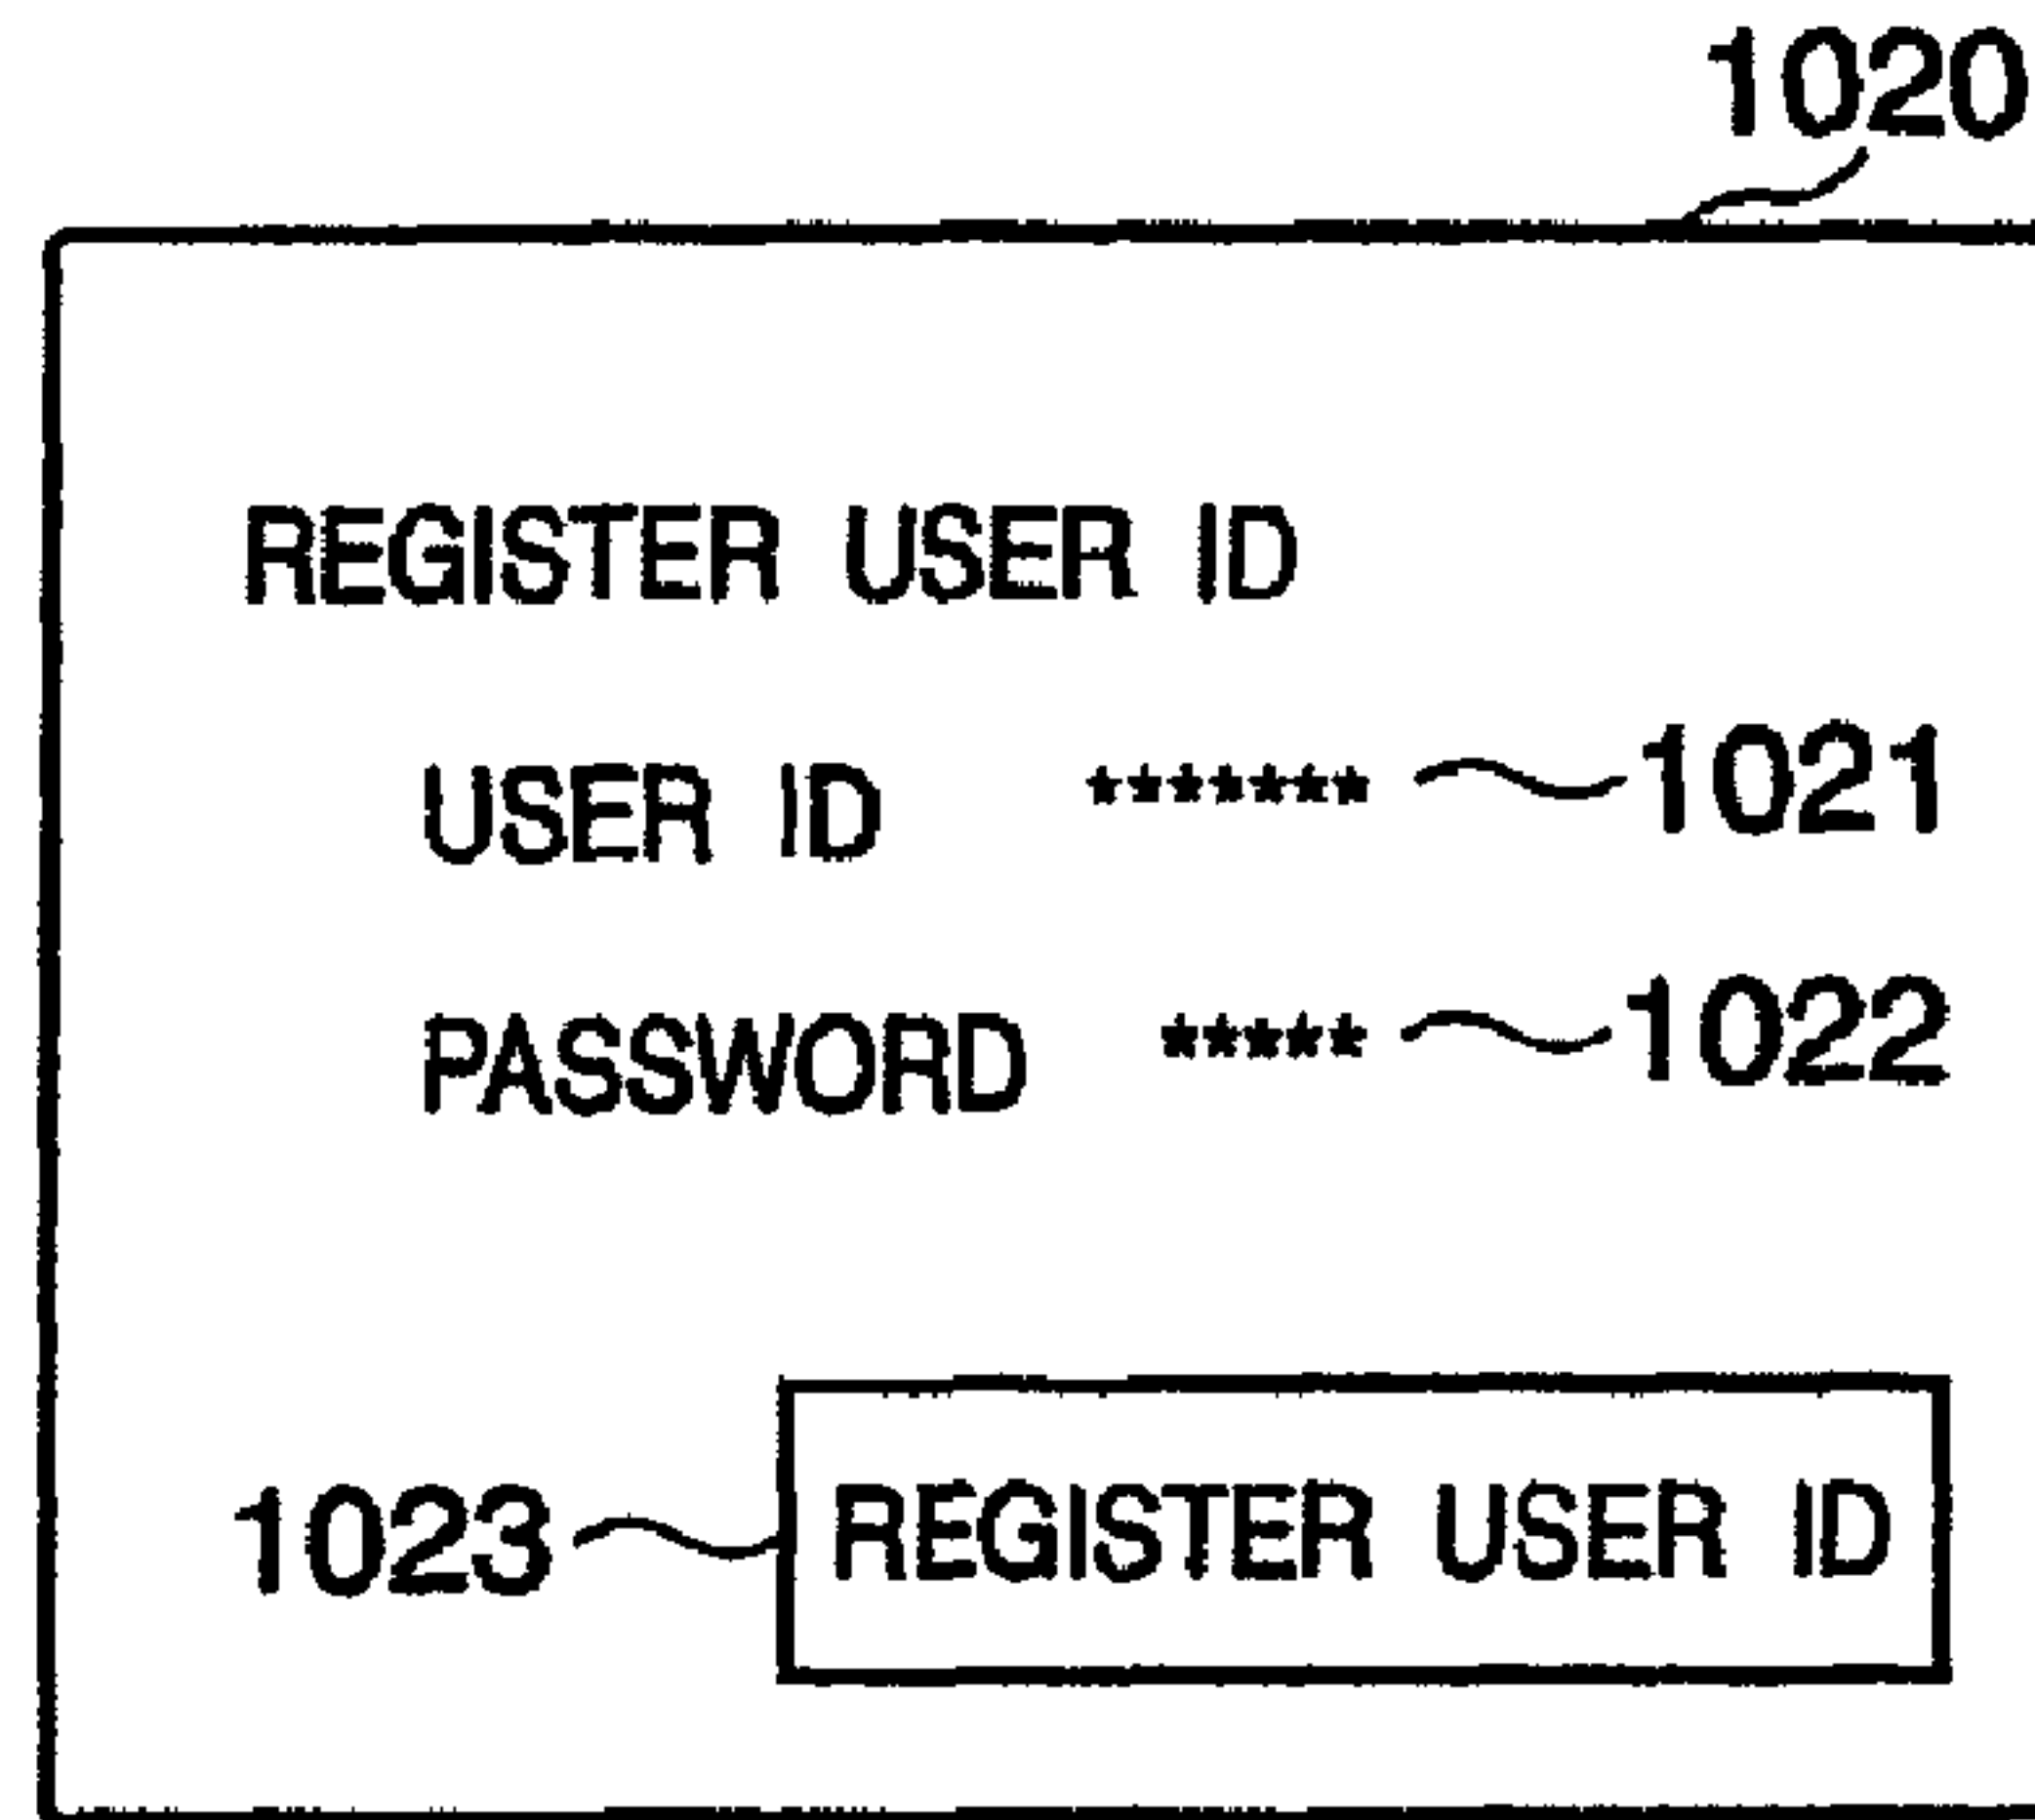 1020
REGISTER USER ID
USER ID ******* 1021
PASSWORD ***** 1022
1023 REGISTER USER ID